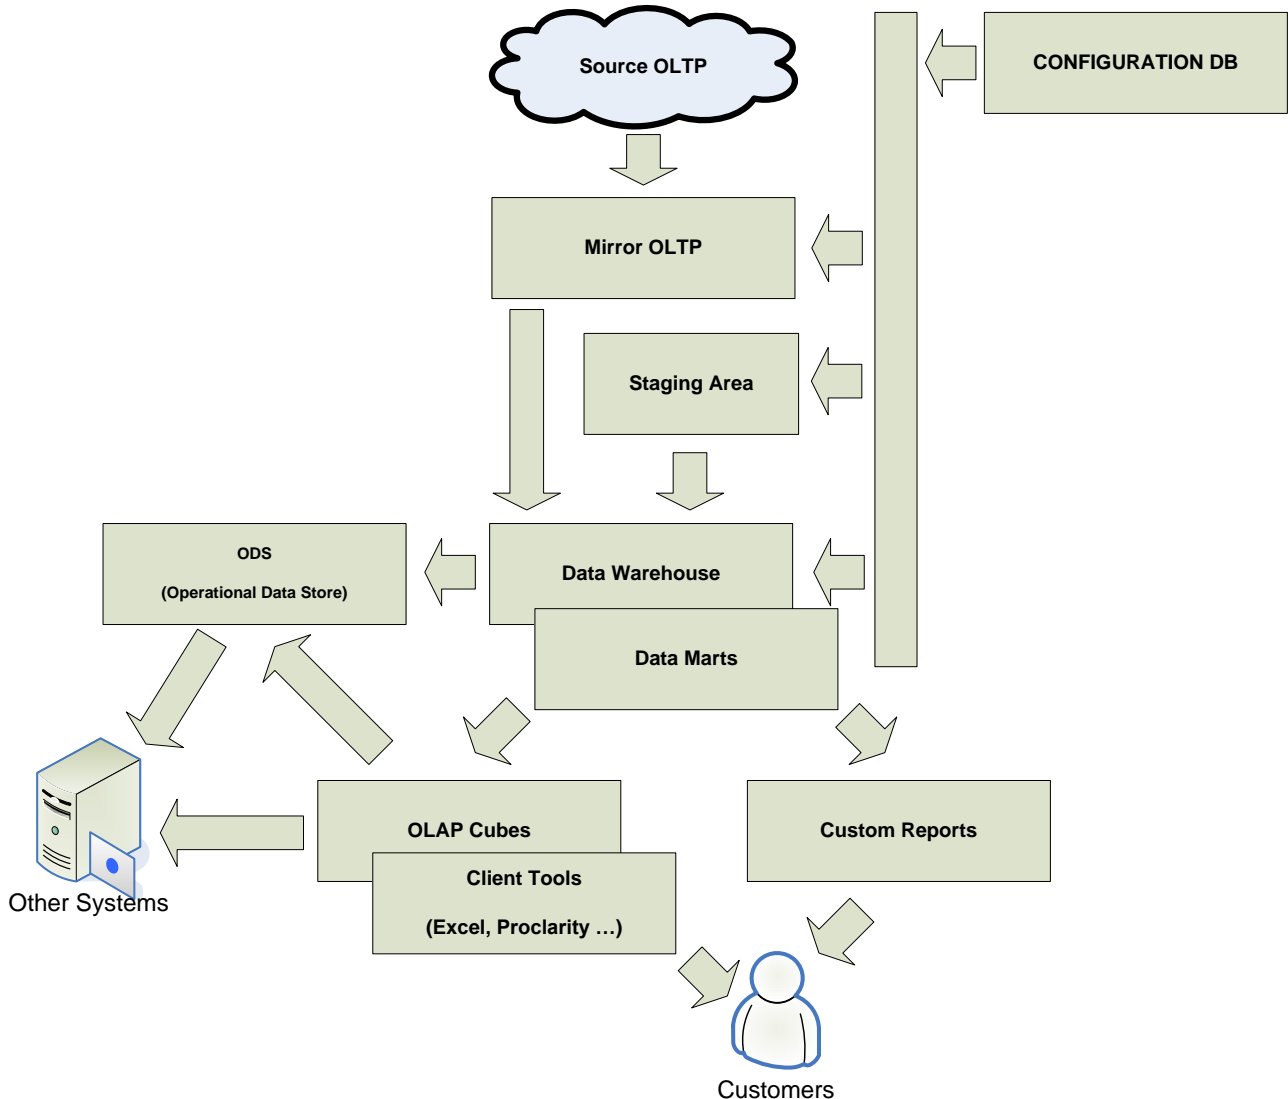 Source OLTP
CONFIGURATION DB
Mirror OLTP
Staging Area
ODS
(Operational Data Store)
Data Warehouse
Data Marts
OLAP Cubes
Custom Reports
Client Tools
(Excel, Proclarity …)
Other Systems
Customers